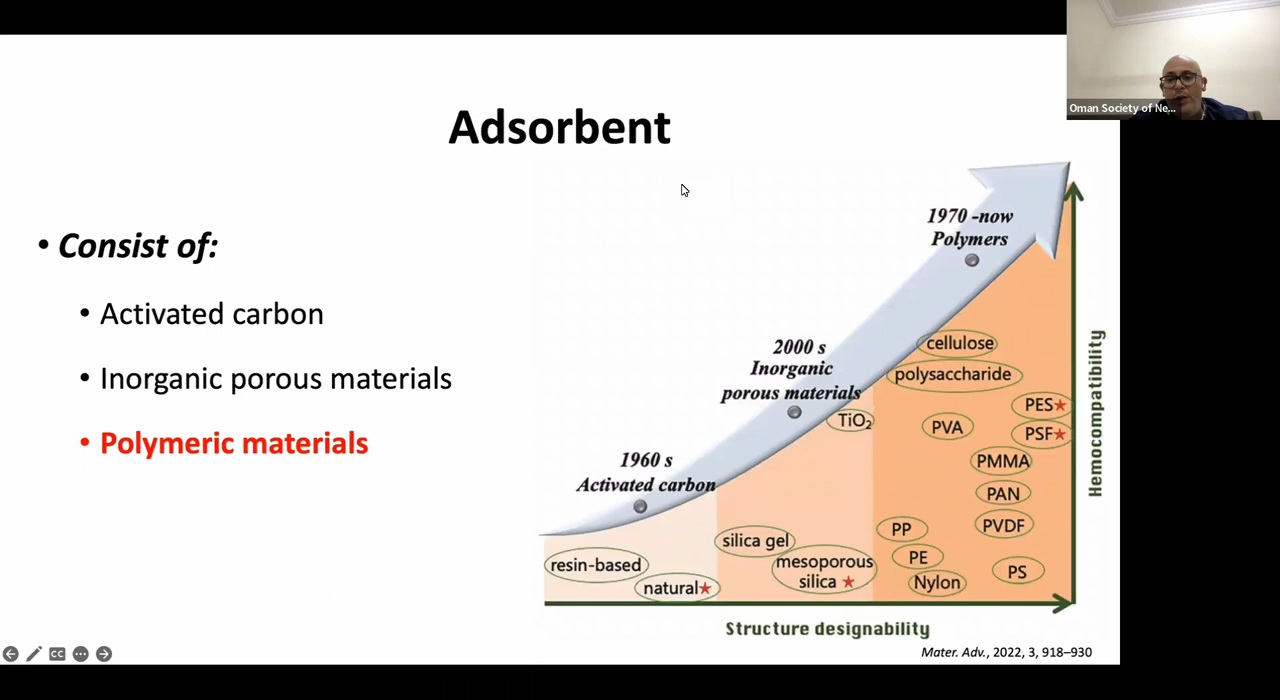 Oman Society of Ne...
Adsorbent
• Consist of:
• Activated carbon
• Inorganic porous materials
• Polymeric materials
1970 -now
Polymers
2000 s
Inorganic
porous materials
1960 s
Activated carbon
cellulose
polysaccharide
PES★
TiO₂
PVA
PSF★
PMMA
PAN
PP
PVDF
silica gel
mesoporous
silica ★
PE
resin-based
natural★
Nylon
PS
Hemocompatibility
Structure designability
Mater. Adv., 2022, 3, 918–930
CC